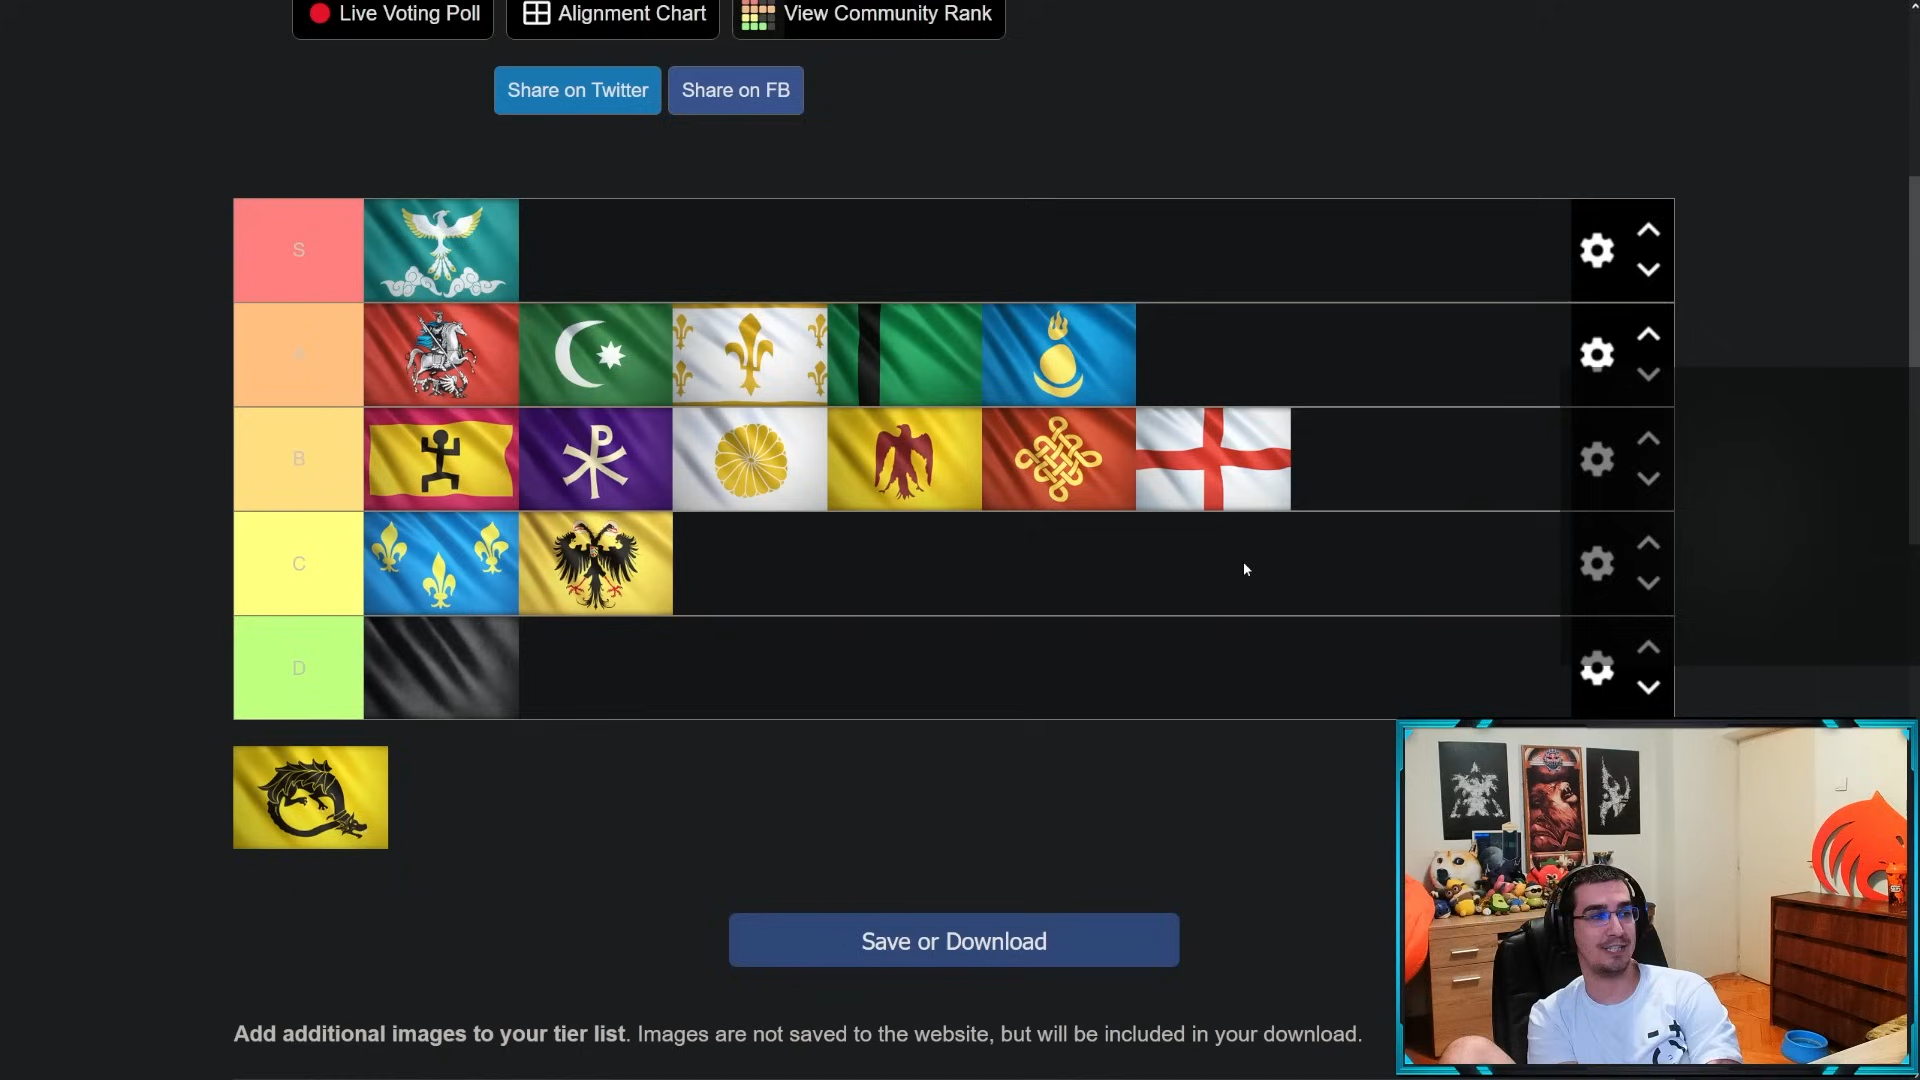 Live Voting Poll
Alignment Chart
View Community Rank
Share on Twitter
Share on FB
S
A
B
C
D
Save or Download
Add additional images to your tier list. Images are not saved to the website, but will be included in your download.